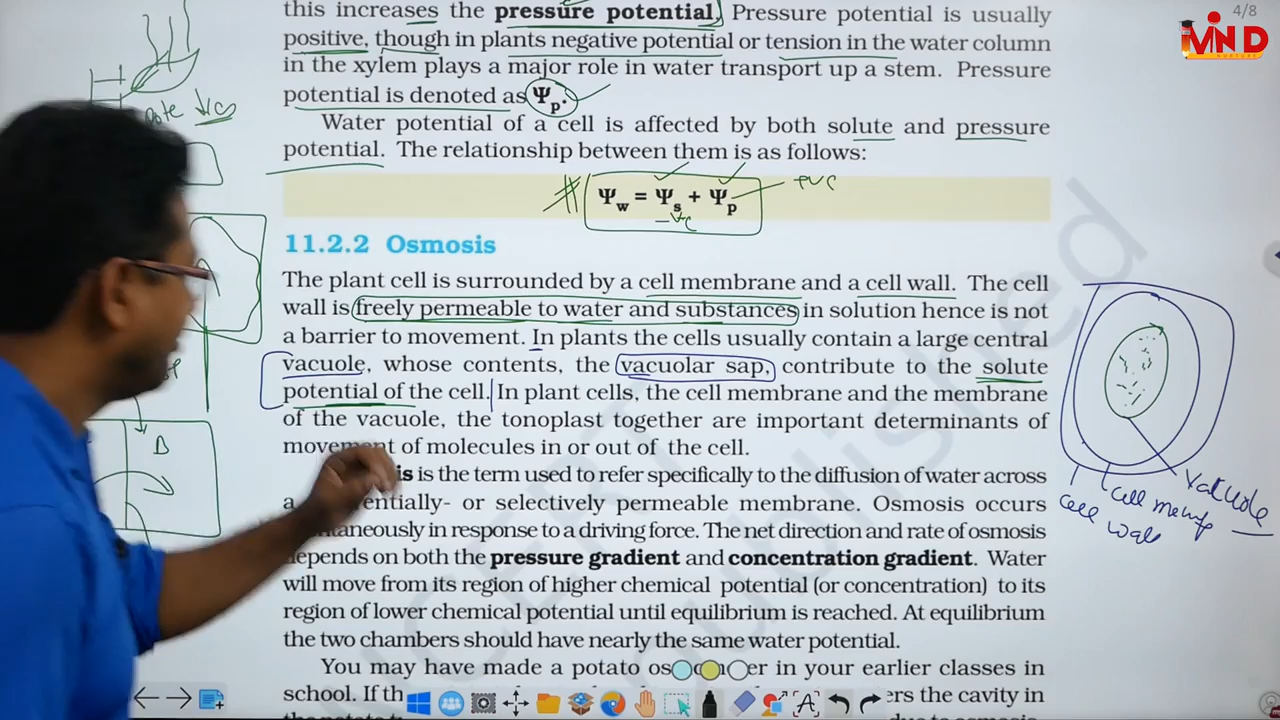 this increases the pressure potential. Pressure potential is usually
positive, though in plants negative potential or tension in the water column
in the xylem plays a major role in water transport up a stem. Pressure
potential is denoted as Ψp.
Water potential of a cell is affected by both solute and pressure
potential. The relationship between them is as follows:
Ψw = Ψs + Ψp
+ve
-ve
11.2.2 Osmosis
The plant cell is surrounded by a cell membrane and a cell wall. The cell
wall is freely permeable to water and substances in solution hence is not
a barrier to movement. In plants the cells usually contain a large central
vacuole, whose contents, the vacuolar sap, contribute to the solute
potential of the cell. In plant cells, the cell membrane and the membrane
of the vacuole, the tonoplast together are important determinants of
movement of molecules in or out of the cell.
is is the term used to refer specifically to the diffusion of water across
a entially- or selectively permeable membrane. Osmosis occurs
ntaneously in response to a driving force. The net direction and rate of osmosis
depends on both the pressure gradient and concentration gradient. Water
will move from its region of higher chemical potential (or concentration) to its
region of lower chemical potential until equilibrium is reached. At equilibrium
the two chambers should have nearly the same water potential.
You may have made a potato os er in your earlier classes in
school. If th ers the cavity in
4/8
MIND
B
vacuole
cell memb
cell wall